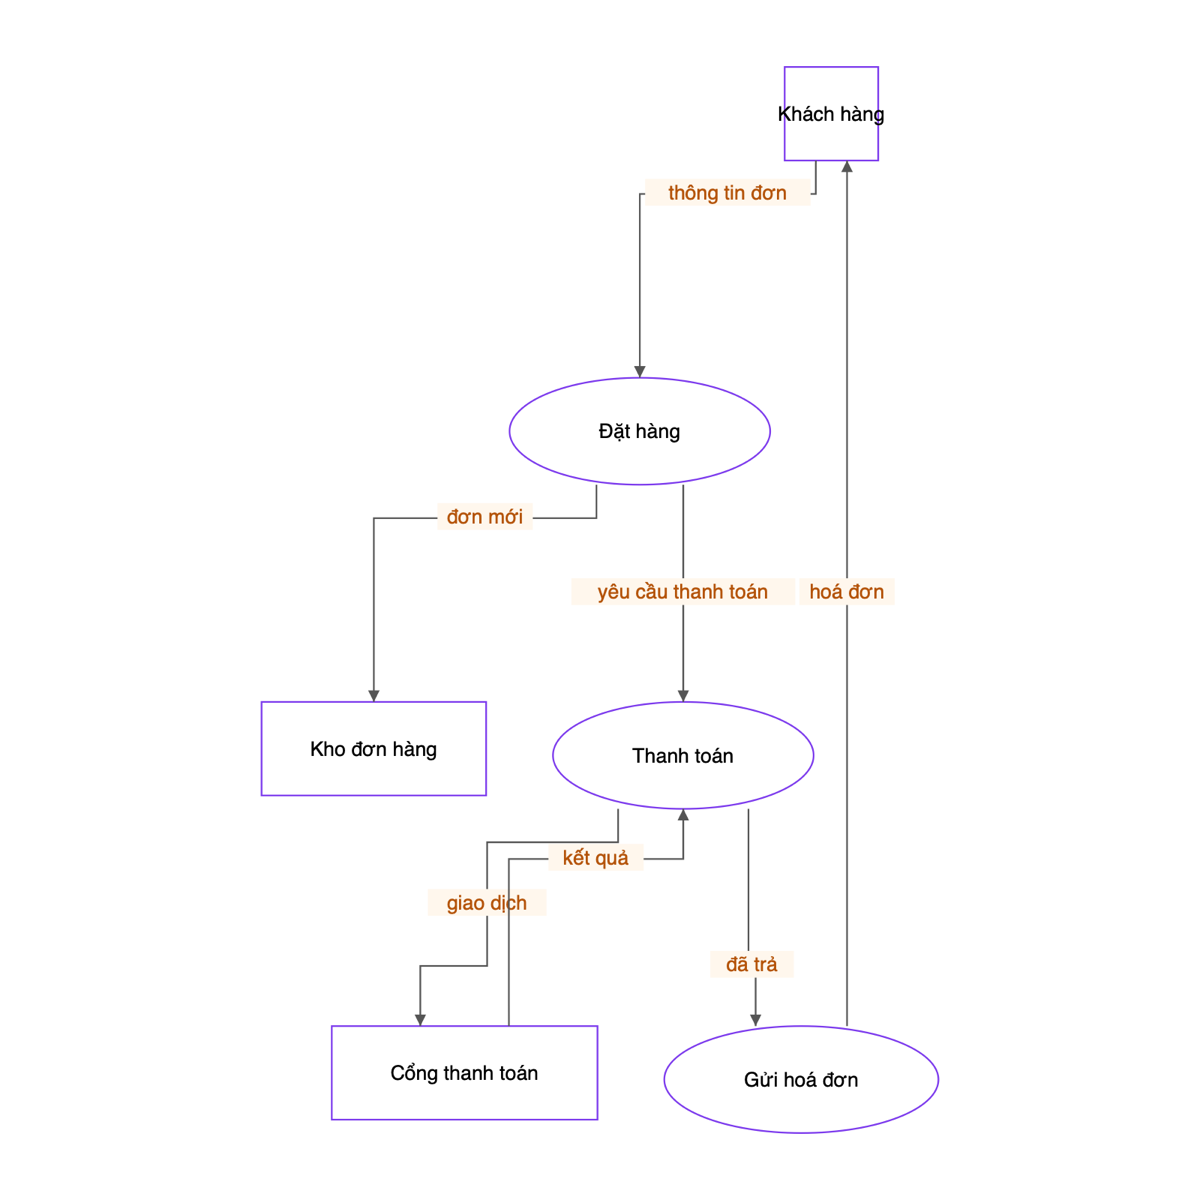 Khách hàng
thông tin đơn
Đặt hàng
đơn mới
yêu cầu thanh toán
hoá đơn
Kho đơn hàng
Thanh toán
kết quả
giao dịch
đã trả
Cổng thanh toán
Gửi hoá đơn